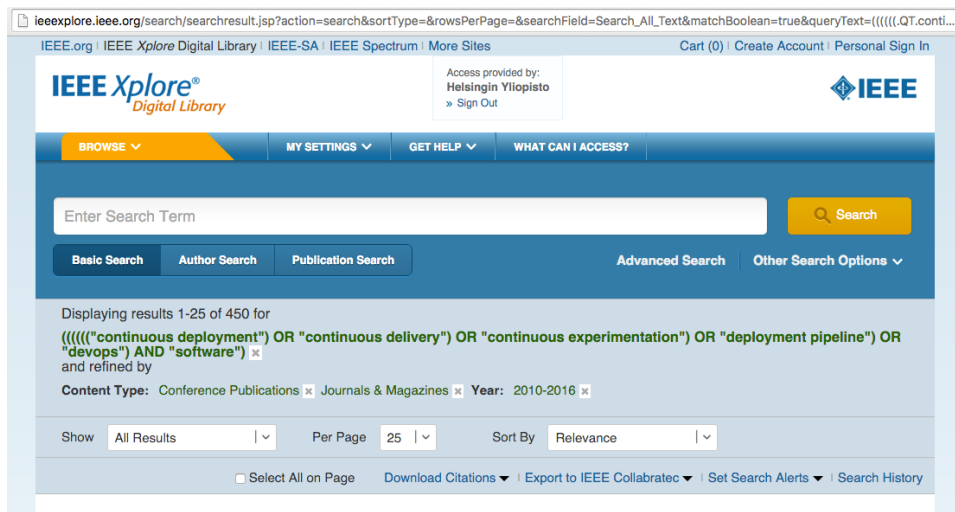 ieeexplore.ieee.org/search/searchresult.jsp?action=search&sortType=&rowsPerPage=&searchField=Search_All_Text&matchBoolean=true&queryText=((((((.QT.conti...
IEEE.org | IEEE Xplore Digital Library | IEEE-SA | IEEE Spectrum | More Sites Cart (0) | Create Account | Personal Sign In
IEEE Xplore®
Digital Library
Access provided by:
Helsingin Yliopisto
» Sign Out
IEEE
BROWSE MY SETTINGS GET HELP WHAT CAN I ACCESS?
Enter Search Term Search
Basic Search Author Search Publication Search Advanced Search Other Search Options
Displaying results 1-25 of 450 for
(((((("continuous deployment") OR "continuous delivery") OR "continuous experimentation") OR "deployment pipeline") OR
"devops") AND "software")
and refined by
Content Type: Conference Publications Journals & Magazines Year: 2010-2016
Show All Results Per Page 25 Sort By Relevance
Select All on Page Download Citations | Export to IEEE Collabratec | Set Search Alerts | Search History